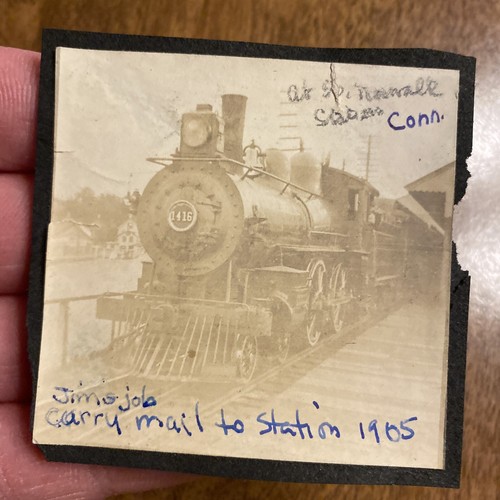 at So. Norwalk
Station Conn.
1416
Jim's job
carry mail to Station 1905